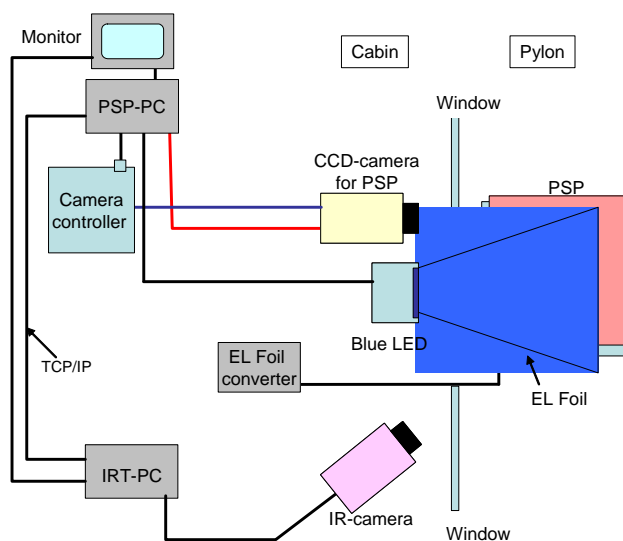 Monitor
Cabin
Pylon
PSP-PC
Window
CCD-camera
for PSP
PSP
Camera
controller
Blue LED
TCP/IP
EL Foil
converter
EL Foil
IRT-PC
IR-camera
Window